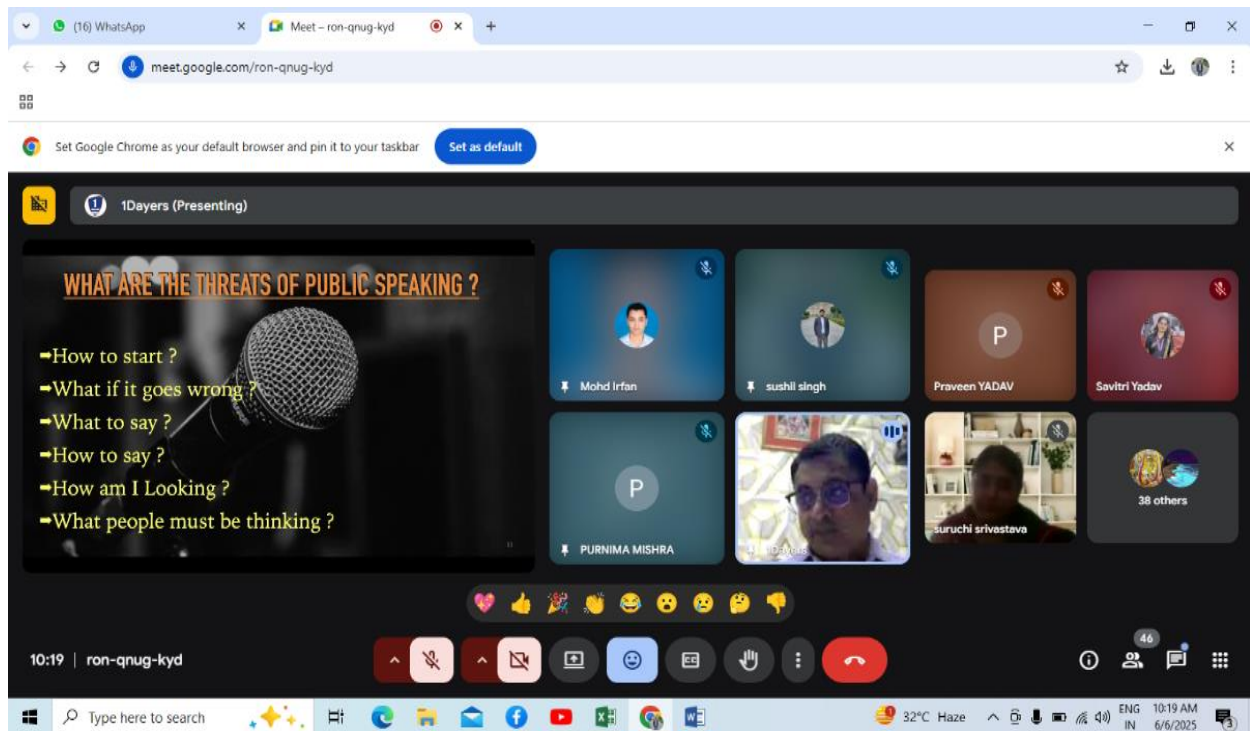 (16) WhatsApp
Meet – ron-qnug-kyd
meet.google.com/ron-qnug-kyd
Set Google Chrome as your default browser and pin it to your taskbar
Set as default
1Dayers (Presenting)
WHAT ARE THE THREATS OF PUBLIC SPEAKING ?
➡How to start ?
➡What if it goes wrong ?
➡What to say ?
➡How to say ?
➡How am I Looking ?
➡What people must be thinking ?
Mohd Irfan
sushil singh
P
Praveen YADAV
Savitri Yadav
P
PURNIMA MISHRA
1Dayers
suruchi srivastava
38 others
10:19 | ron-qnug-kyd
CC
46
Type here to search
32°C Haze
ENG
IN
10:19 AM
6/6/2025
3